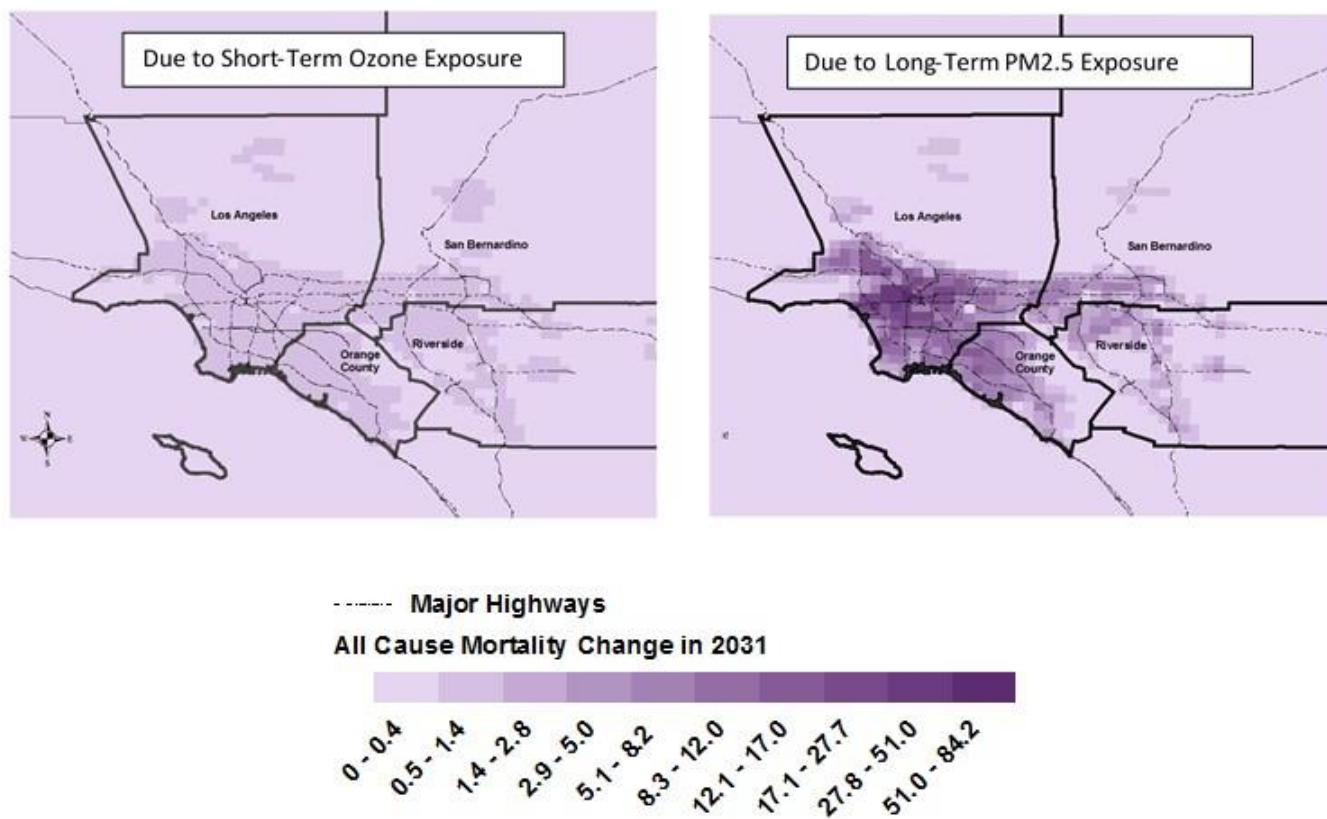 Due to Short-Term Ozone Exposure
Los Angeles
San Bernardino
Riverside
Orange
County
N
W
E
S
Due to Long-Term PM2.5 Exposure
Los Angeles
San Bernardino
Orange
County
Riverside
Major Highways
All Cause Mortality Change in 2031
0 - 0.4
0.5 - 1.4
1.4 - 2.8
2.9 - 5.0
5.1 - 8.2
8.3 - 12.0
12.1 - 17.0
17.1 - 27.7
27.8 - 51.0
51.0 - 84.2